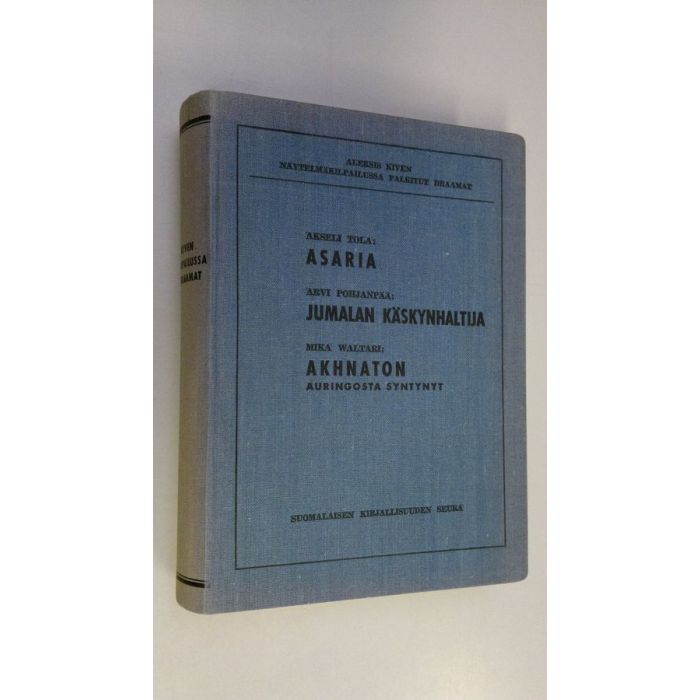 ALEKSIS KIVEN
NÄYTELMÄKILPAILUSSA PALKITUT DRAAMAT
AKSELI TOLA:
ASARIA
ARVI POHJANPÄÄ:
JUMALAN KÄSKYNHALTIJA
MIKA WALTARI:
AKHNATON
AURINGOSTA SYNTYNYT
SUOMALAISEN KIRJALLISUUDEN SEURA
KIVEN